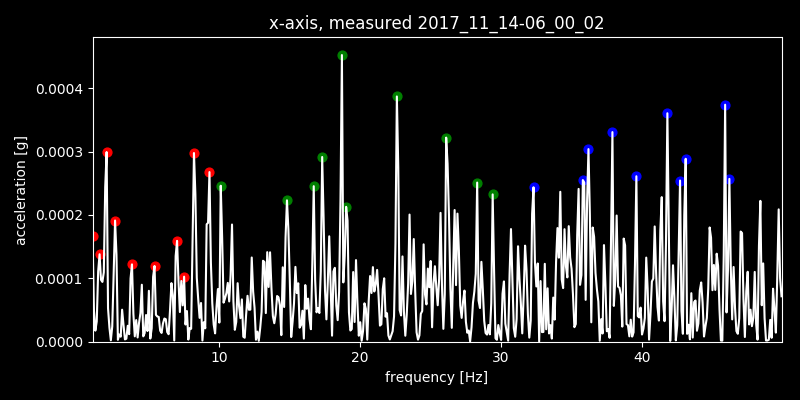 x-axis, measured 2017_11_14-06_00_02
acceleration [g]
0.0004
0.0003
0.0002
0.0001
0.0000
10 20 30 40
frequency [Hz]